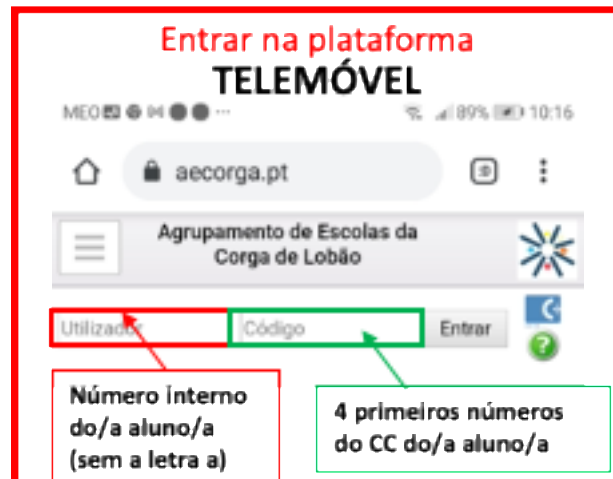 Entrar na plataforma
TELEMÓVEL
MEO 89% 10:16
aecorga.pt
Agrupamento de Escolas da
Corga de Lobão
Utilizador Código Entrar
Número interno
do/a aluno/a
(sem a letra a)
4 primeiros números
do CC do/a aluno/a